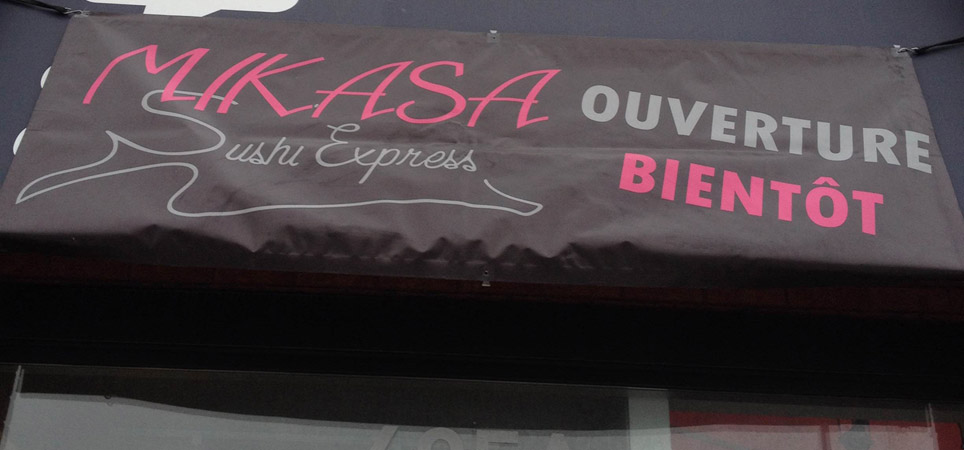 MIKASA
Sushi Express
OUVERTURE
BIENTÔT